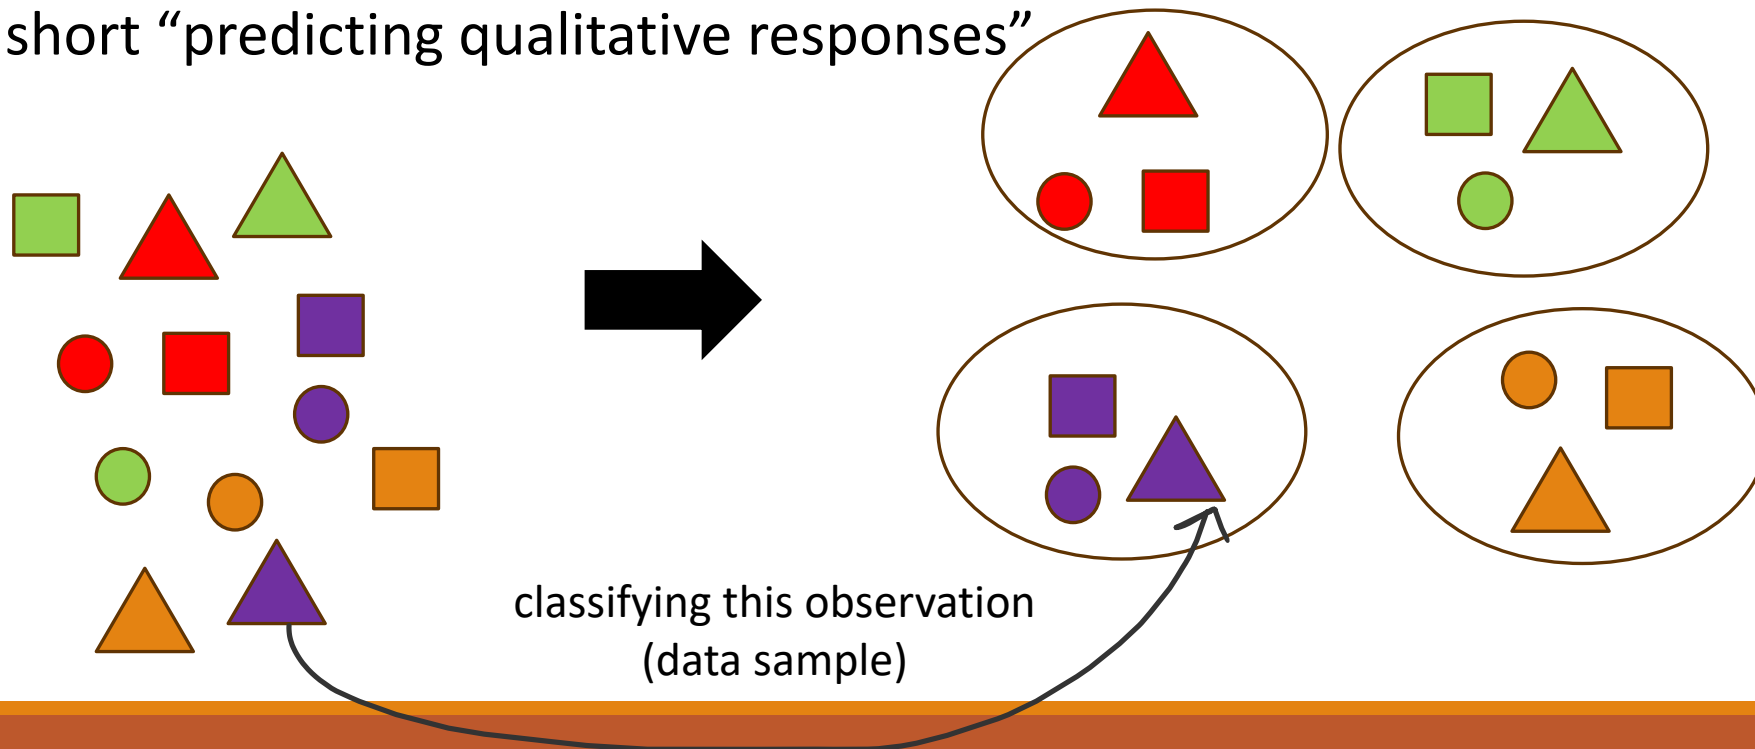 short “predicting qualitative responses”
classifying this observation
(data sample)